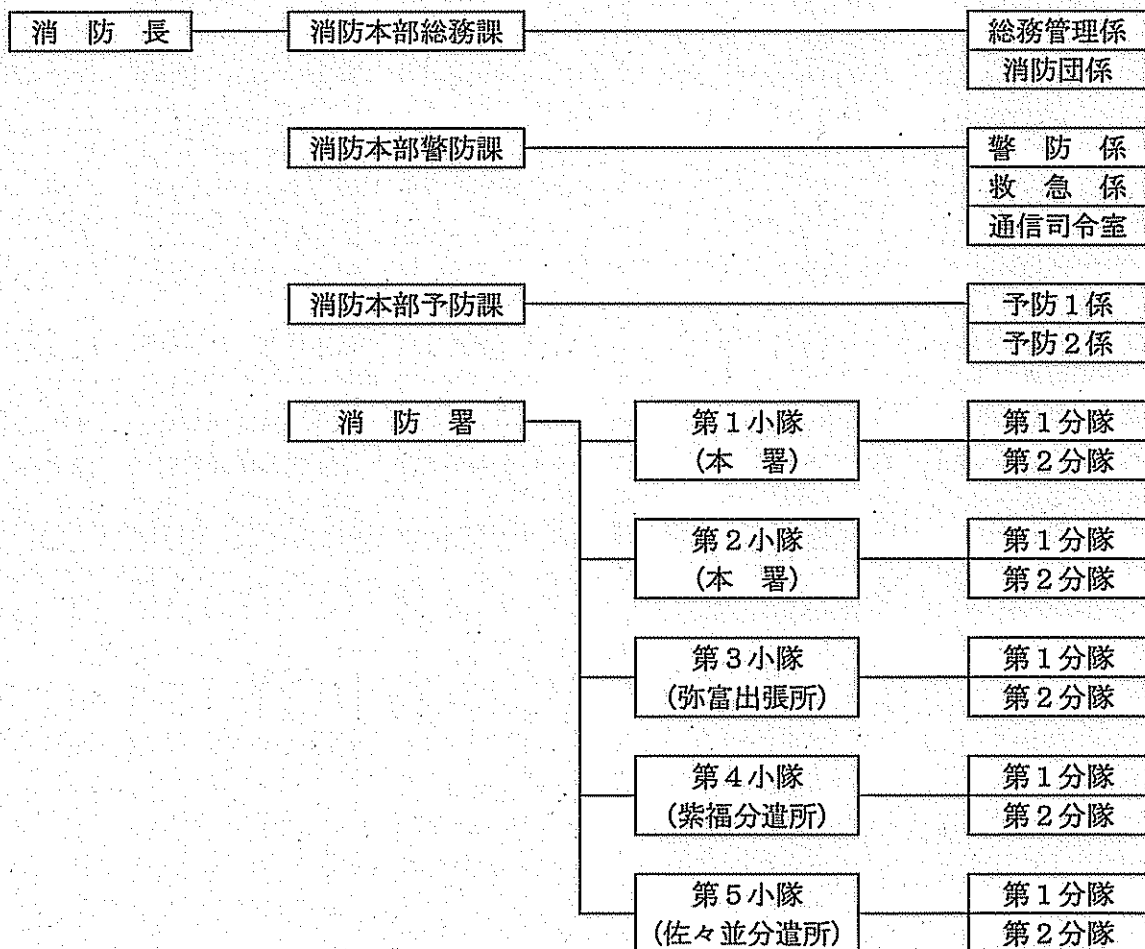 消防長 消防本部総務課 総務管理係
消防団係
消防本部警防課 警防係
救急係
通信司令室
消防本部予防課 予防1係
予防2係
消防署 第1小隊 第1分隊
(本署) 第2分隊
第2小隊 第1分隊
(本署) 第2分隊
第3小隊 第1分隊
(弥富出張所) 第2分隊
第4小隊 第1分隊
(紫福分遣所) 第2分隊
第5小隊 第1分隊
(佐々並分遣所) 第2分隊